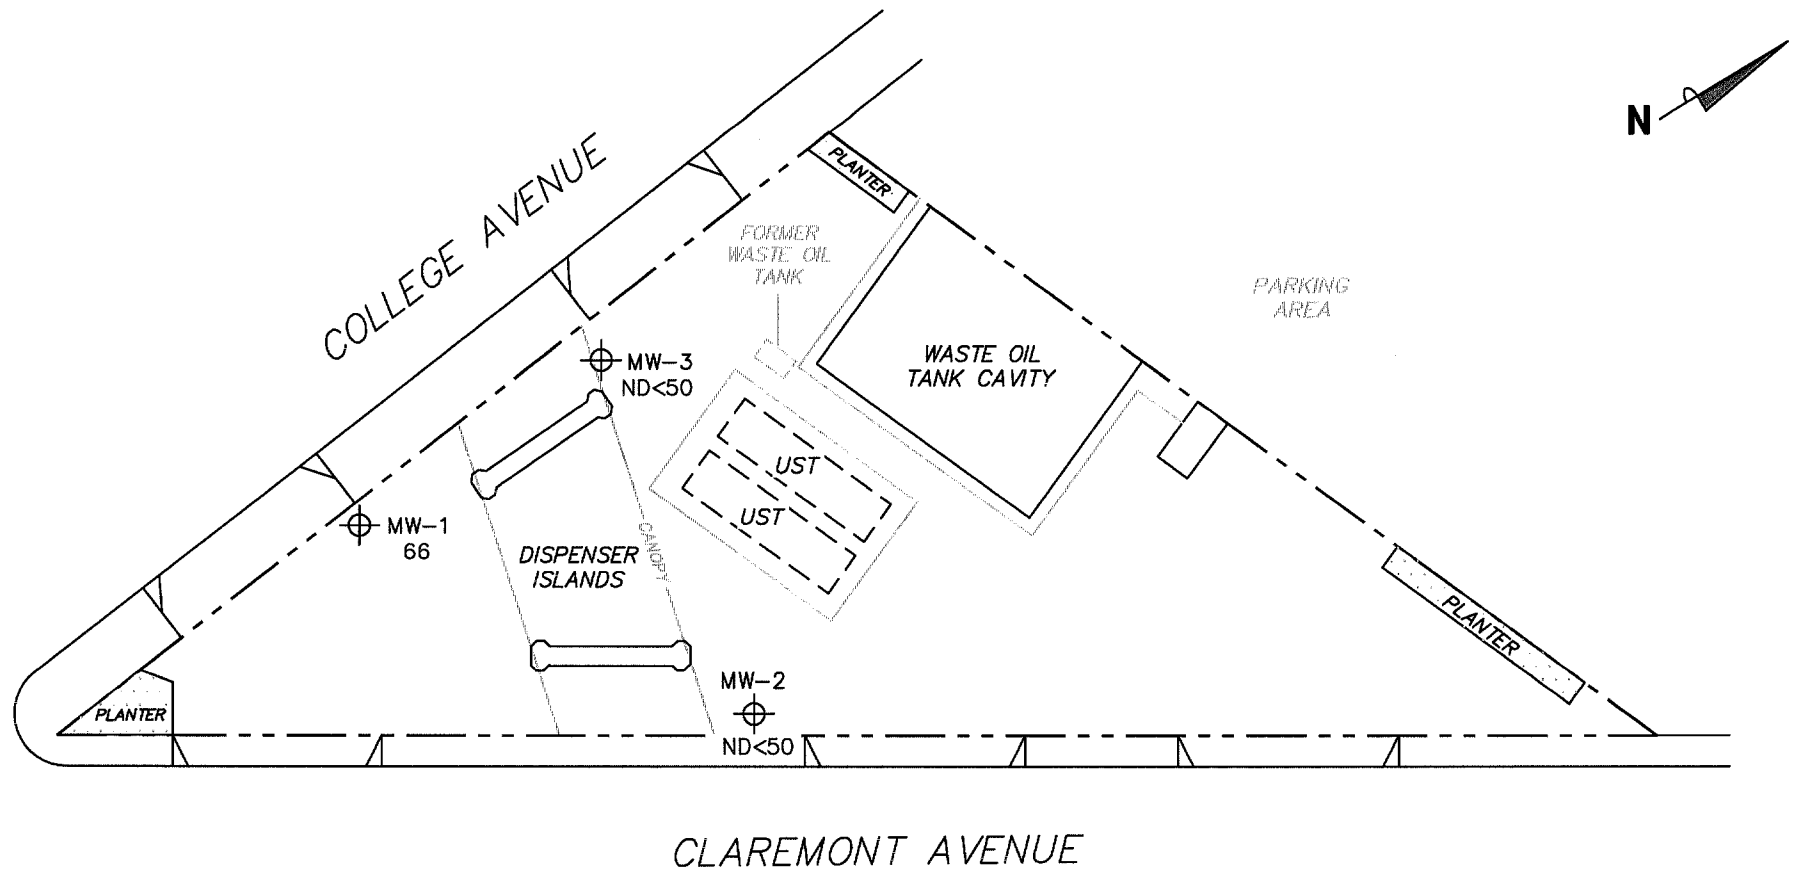 N
COLLEGE AVENUE
PLANTER
FORMER
WASTE OIL
TANK
PARKING
AREA
WASTE OIL
TANK CAVITY
MW-3
ND<50
UST
UST
MW-1
66
CANOPY
DISPENSER
ISLANDS
PLANTER
MW-2
ND<50
PLANTER
CLAREMONT AVENUE